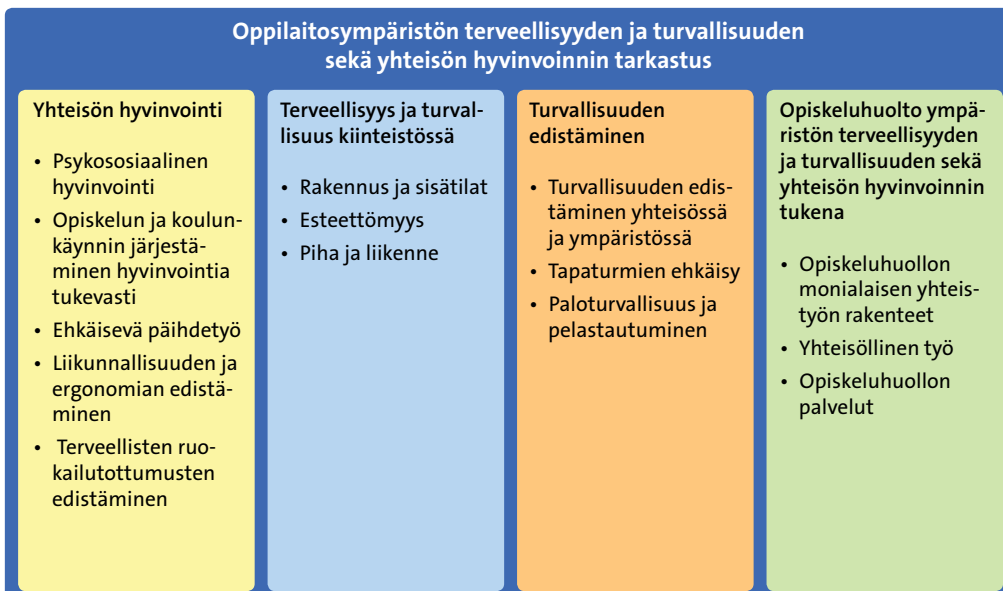 Oppilaitosympäristön terveellisyyden ja turvallisuuden
sekä yhteisön hyvinvoinnin tarkastus
Yhteisön hyvinvointi
• Psykososiaalinen
hyvinvointi
• Opiskelun ja koulun-
käynnin järjestä-
minen hyvinvointia
tukevasti
• Ehkäisevä päihdetyö
• Liikunnallisuuden ja
ergonomian edistä-
minen
• Terveellisten ruo-
kailutottumusten
edistäminen
Terveellisyys ja turval-
lisuus kiinteistössä
• Rakennus ja sisätilat
• Esteettömyys
• Piha ja liikenne
Turvallisuuden
edistäminen
• Turvallisuuden edis-
täminen yhteisössä
ja ympäristössä
• Tapaturmien ehkäisy
• Paloturvallisuus ja
pelastautuminen
Opiskeluhuolto ympä-
ristön terveellisyyden
ja turvallisuuden sekä
yhteisön hyvinvoinnin
tukena
• Opiskeluhuollon
monialaisen yhteis-
työn rakenteet
• Yhteisöllinen työ
• Opiskeluhuollon
palvelut